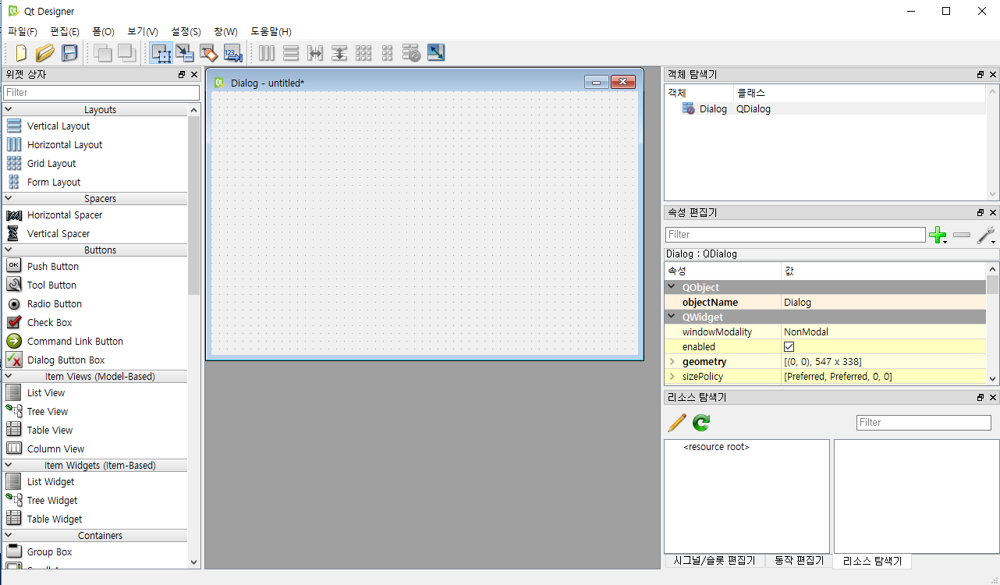 Qt Designer
파일(F) 편집(E) 폼(O) 보기(V) 설정(S) 창(W) 도움말(H)
위젯 상자
Filter
Layouts
Vertical Layout
Horizontal Layout
Grid Layout
Form Layout
Spacers
Horizontal Spacer
Vertical Spacer
Buttons
OK
Push Button
Tool Button
Radio Button
Check Box
Command Link Button
Dialog Button Box
Item Views (Model-Based)
List View
Tree View
Table View
Column View
Item Widgets (Item-Based)
List Widget
Tree Widget
Table Widget
Containers
Group Box
Dialog - untitled*
객체 탐색기
객체 클래스
Dialog QDialog
속성 편집기
Filter
Dialog : QDialog
속성 값
QObject
objectName Dialog
QWidget
windowModality NonModal
enabled
geometry [(0, 0), 547 x 338]
sizePolicy [Preferred, Preferred, 0, 0]
리소스 탐색기
Filter
<resource root>
시그널/슬롯 편집기 동작 편집기 리소스 탐색기